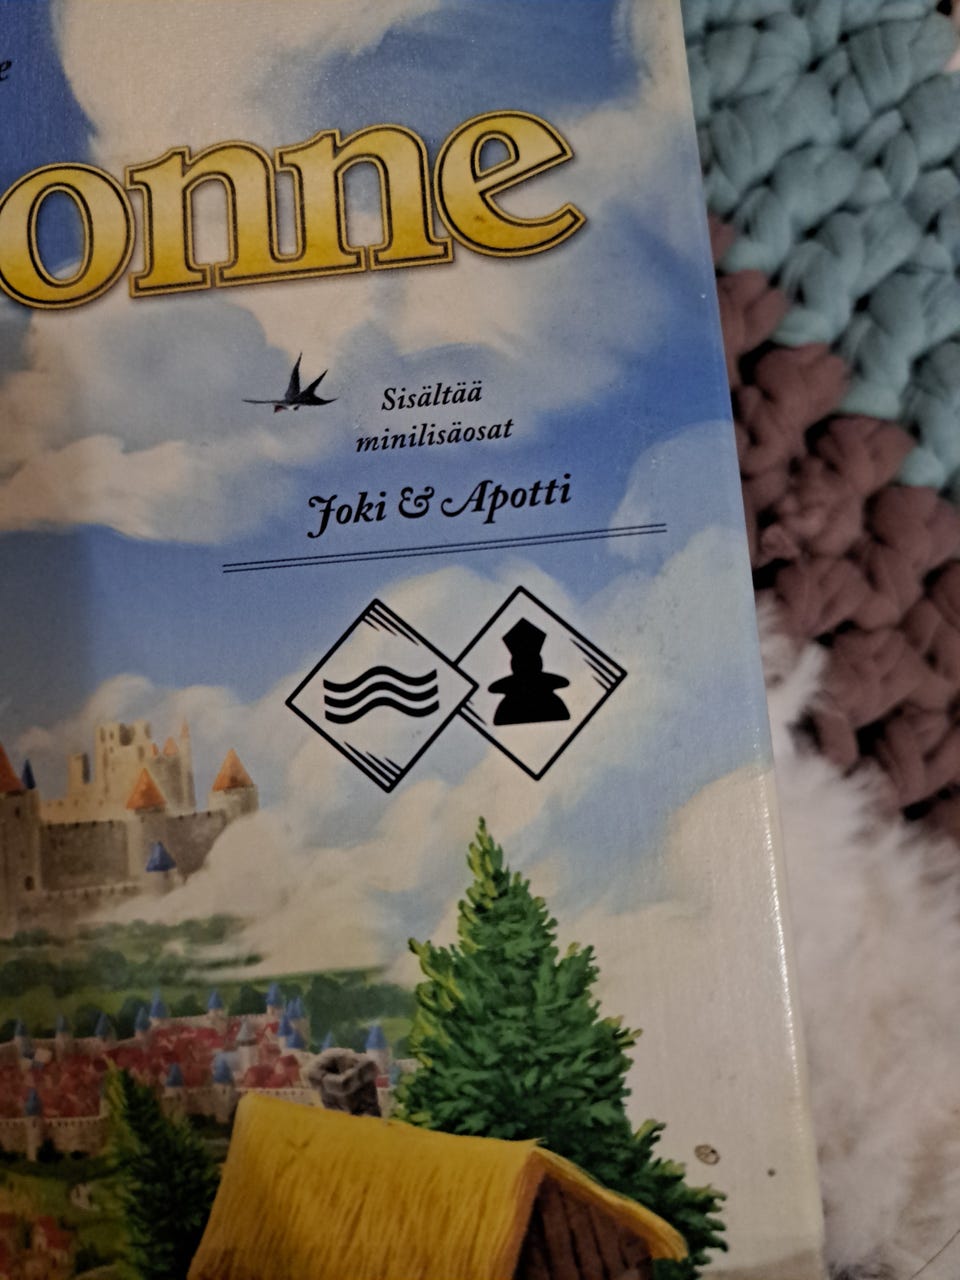 e
onne
Sisältää
minilisäosat
Joki & Apotti